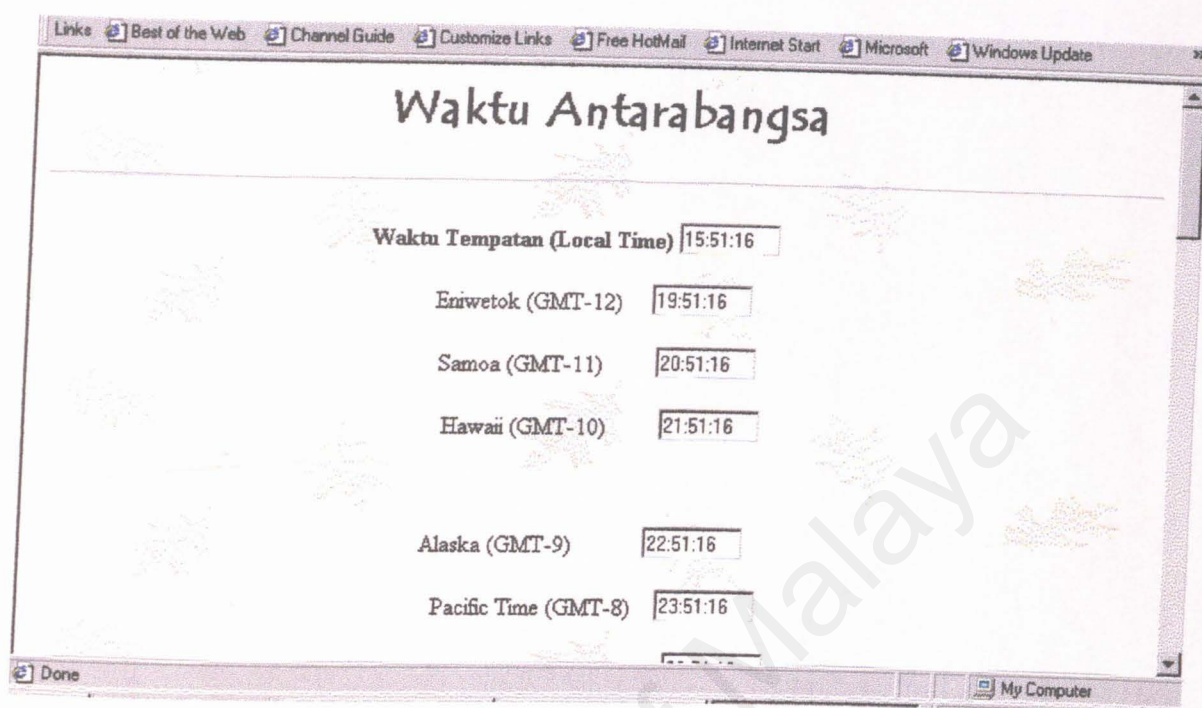 Links Best of the Web Channel Guide Customize Links Free HotMail Internet Start Microsoft Windows Update »
Waktu Antarabangsa
Waktu Tempatan (Local Time) 15:51:16
Eniwetok (GMT-12) 19:51:16
Samoa (GMT-11) 20:51:16
Hawaii (GMT-10) 21:51:16
Alaska (GMT-9) 22:51:16
Pacific Time (GMT-8) 23:51:16
Done My Computer
of Malaya